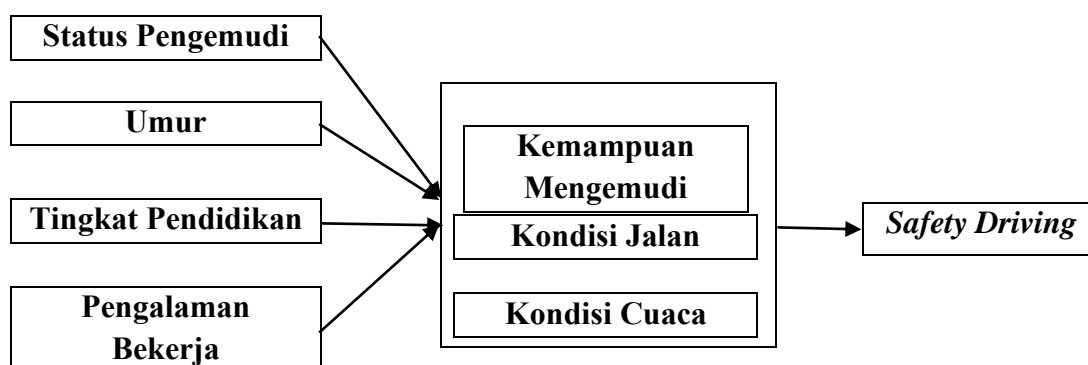 Status Pengemudi
Umur
Tingkat Pendidikan
Pengalaman
Bekerja
Kemampuan
Mengemudi
Kondisi Jalan
Kondisi Cuaca
Safety Driving